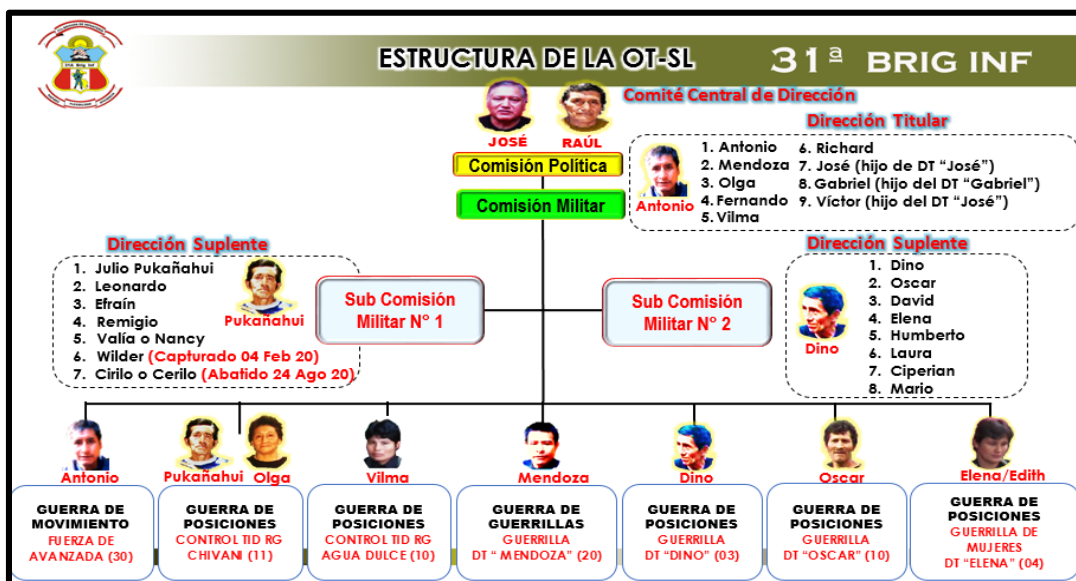 ESTRUCTURA DE LA OT-SL
31ª BRIG INF
31a Brig Inf
Comité Central de Dirección
JOSÉ
RAÚL
Comisión Política
Comisión Militar
Dirección Titular
Antonio
1. Antonio
2. Mendoza
3. Olga
4. Fernando
5. Vilma
6. Richard
7. José (hijo de DT “José”)
8. Gabriel (hijo del DT “Gabriel”)
9. Víctor (hijo del DT “José”)
Dirección Suplente
1. Julio Pukañahui
2. Leonardo
3. Efraín
4. Remigio
5. Valía o Nancy
6. Wilder (Capturado 04 Feb 20)
7. Cirilo o Cerilo (Abatido 24 Ago 20)
Pukañahui
Sub Comisión
Militar N° 1
Sub Comisión
Militar N° 2
Dirección Suplente
Dino
1. Dino
2. Oscar
3. David
4. Elena
5. Humberto
6. Laura
7. Ciperian
8. Mario
Antonio
GUERRA DE
MOVIMIENTO
FUERZA DE
AVANZADA (30)
Pukañahui
Olga
GUERRA DE
POSICIONES
CONTROL TID RG
CHIVANI (11)
Vilma
GUERRA DE
POSICIONES
CONTROL TID RG
AGUA DULCE (10)
Mendoza
GUERRA DE
GUERRILLAS
GUERRILLA
DT “ MENDOZA” (20)
Dino
GUERRA DE
POSICIONES
GUERRILLA
DT “DINO” (03)
Oscar
GUERRA DE
POSICIONES
GUERRILLA
DT “OSCAR” (10)
Elena/Edith
GUERRA DE
POSICIONES
GUERRILLA DE
MUJERES
DT “ELENA” (04)